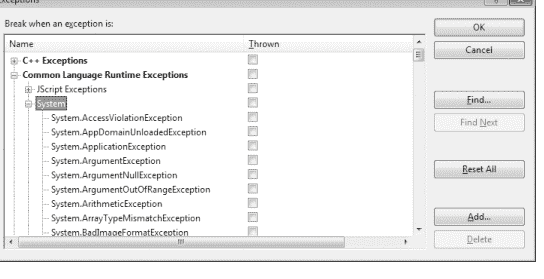 Exceptions
Break when an exception is:
Name Thrown
C++ Exceptions
Common Language Runtime Exceptions
JScript Exceptions
System
System.AccessViolationException
System.AppDomainUnloadedException
System.ApplicationException
System.ArgumentException
System.ArgumentNullException
System.ArgumentOutOfRangeException
System.ArithmeticException
System.ArrayTypeMismatchException
System.BadImageFormatException
OK
Cancel
Find...
Find Next
Reset All
Add...
Delete